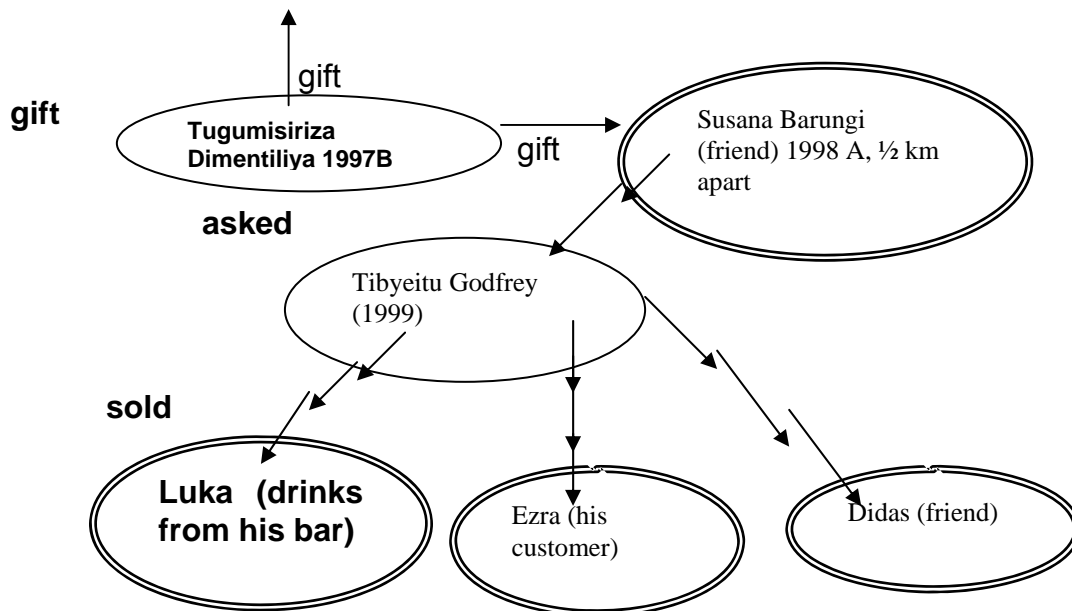 gift
gift
Tugumisiriza
Dimentiliya 1997B
gift
Susana Barungi
(friend) 1998 A, ½ km
apart
asked
Tibyeitu Godfrey
(1999)
sold
Luka (drinks
from his bar)
Ezra (his
customer)
Didas (friend)